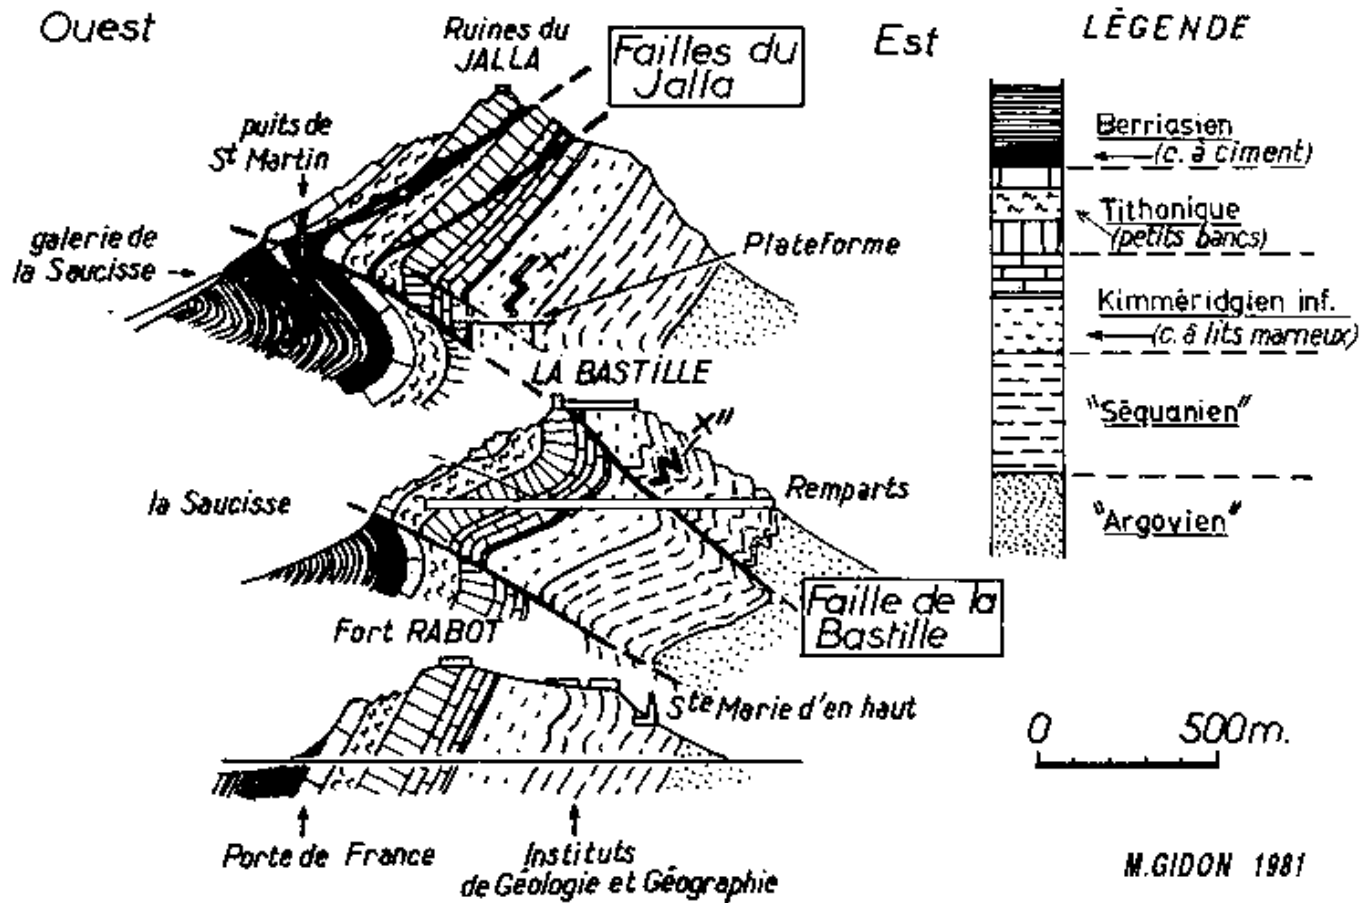 Ouest
Ruines du
JALLA
Failles du
Jalla
Est
LÉGENDE
puits de
St Martin
galerie de
la Saucisse
Plateforme
X'
LA BASTILLE
X"
la Saucisse
Remparts
Fort RABOT
Faille de la
Bastille
Ste Marie d'en haut
Porte de France
Instituts
de Géologie et Géographie
Berriasien
(c. à ciment)
Tithonique
(petits bancs)
Kimméridgien inf.
(c. à lits marneux)
"Séquanien"
"Argovien"
0 500m.
M.GIDON 1981